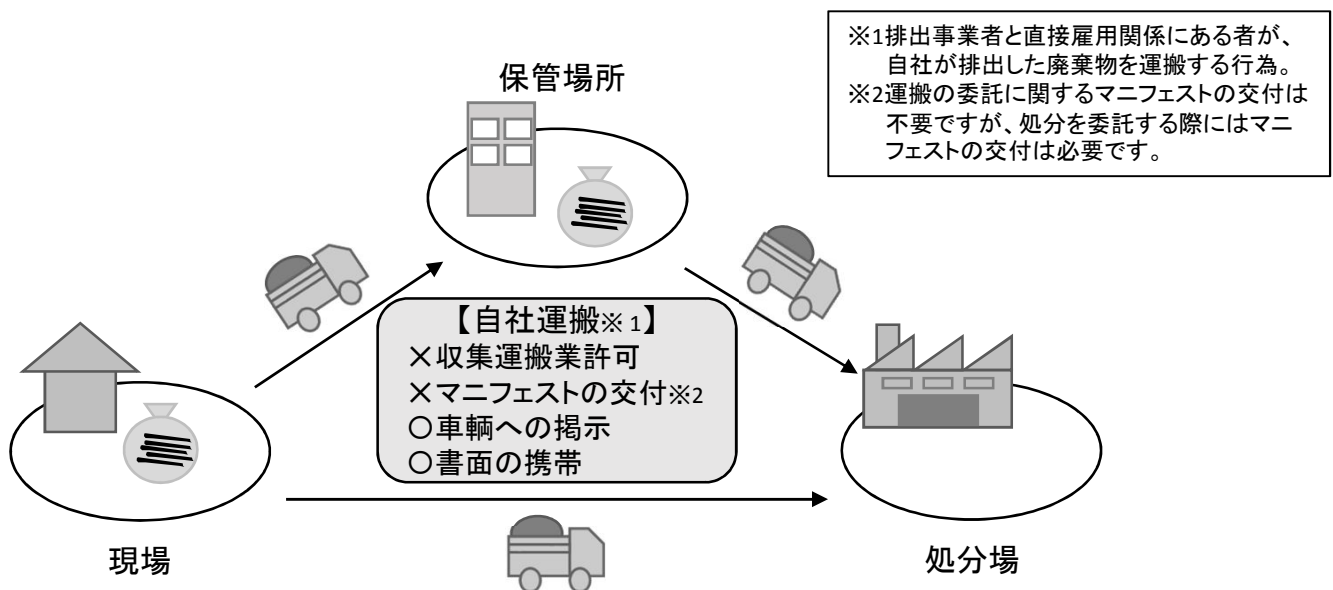 ※1排出事業者と直接雇用関係にある者が、
自社が排出した廃棄物を運搬する行為。
※2運搬の委託に関するマニフェストの交付は
不要ですが、処分を委託する際にはマニ
フェストの交付は必要です。
保管場所
【自社運搬※1】
×収集運搬業許可
×マニフェストの交付※2
○車輌への掲示
○書面の携帯
現場
処分場